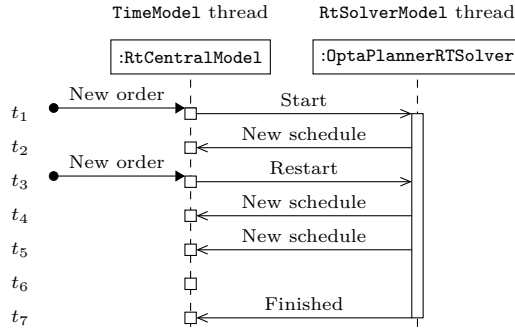 TimeModel thread RtSolverModel thread
:RtCentralModel :OptaPlannerRTSolver
New order Start
t1
New schedule
t2
New order Restart
t3
New schedule
t4
New schedule
t5
t6
Finished
t7